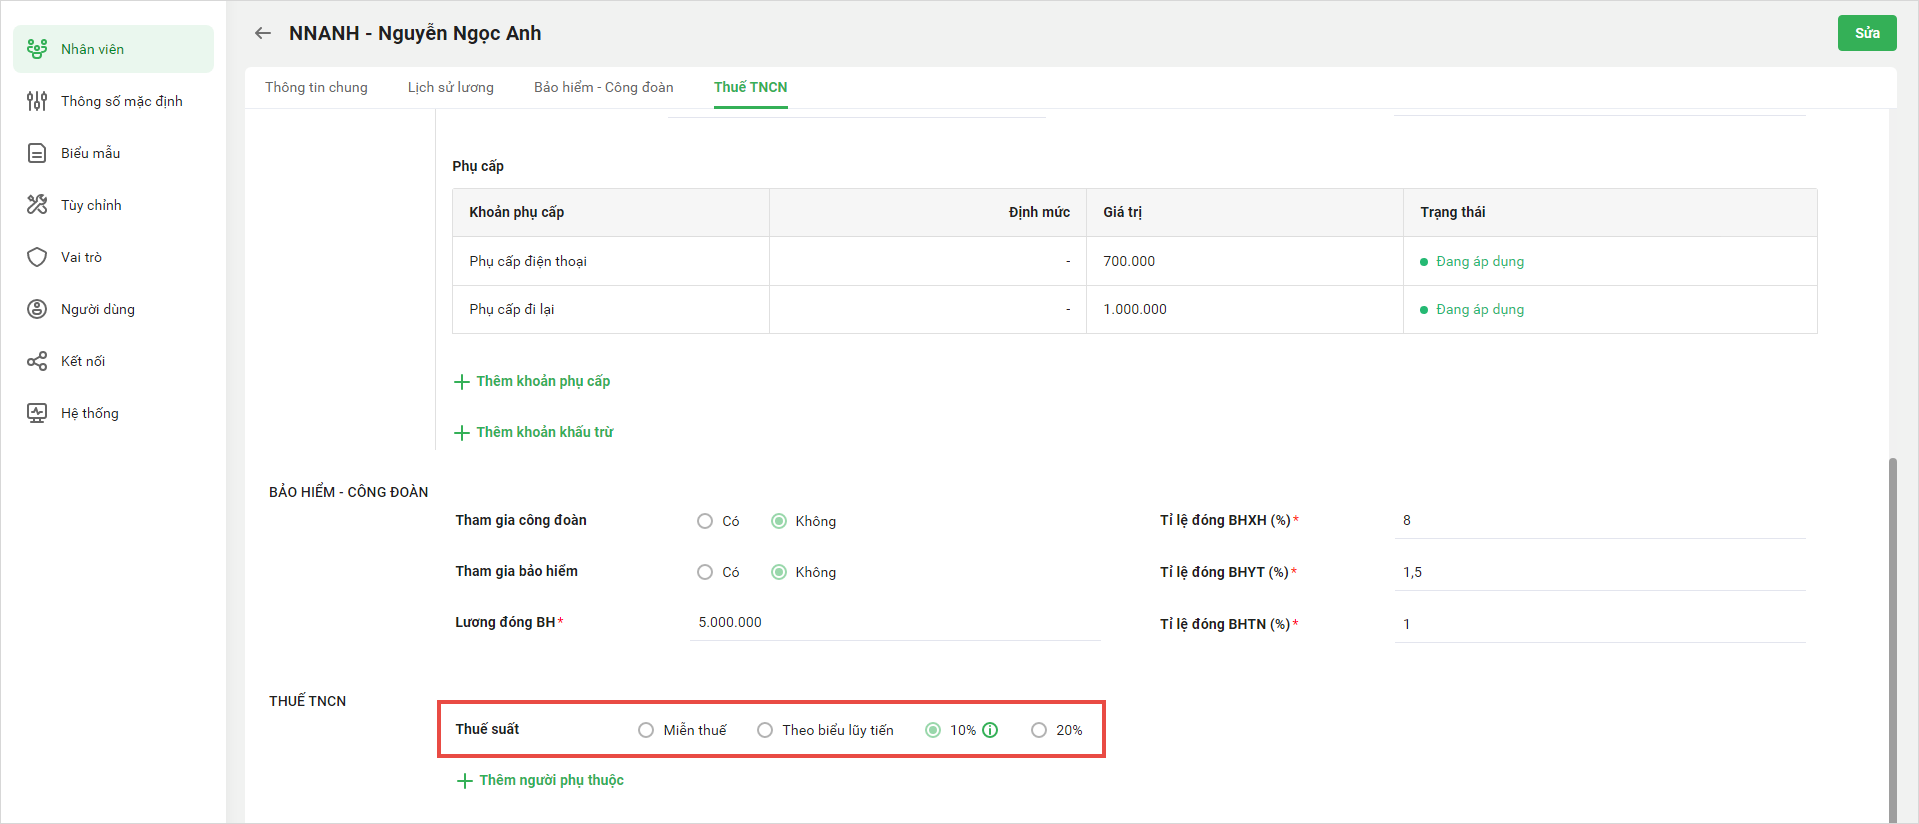 NNANH - Nguyễn Ngọc Anh
Sửa
Nhân viên
Thông số mặc định
Biểu mẫu
Tùy chỉnh
Vai trò
Người dùng
Kết nối
Hệ thống
Thông tin chung Lịch sử lương Bảo hiểm - Công đoàn Thuế TNCN
Phụ cấp
Khoản phụ cấp Định mức Giá trị Trạng thái
Phụ cấp điện thoại - 700.000 Đang áp dụng
Phụ cấp đi lại - 1.000.000 Đang áp dụng
Thêm khoản phụ cấp
Thêm khoản khấu trừ
BẢO HIỂM - CÔNG ĐOÀN
Tham gia công đoàn Có Không Tỉ lệ đóng BHXH (%)* 8
Tham gia bảo hiểm Có Không Tỉ lệ đóng BHYT (%)* 1,5
Lương đóng BH* 5.000.000 Tỉ lệ đóng BHTN (%)* 1
THUẾ TNCN
Thuế suất Miễn thuế Theo biểu lũy tiến 10% 20%
Thêm người phụ thuộc